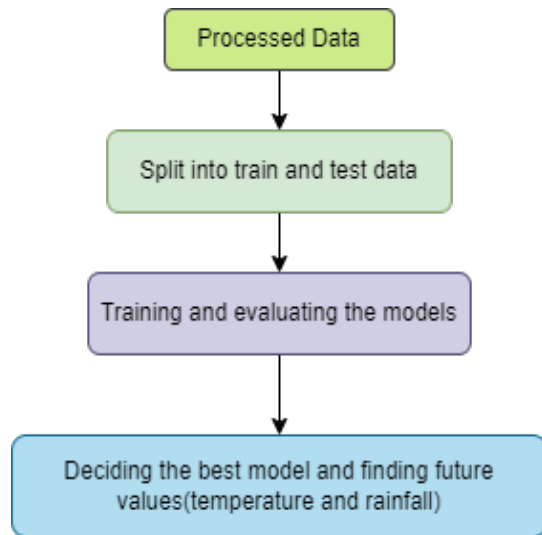 Processed Data
Split into train and test data
Training and evaluating the models
Deciding the best model and finding future
values(temperature and rainfall)